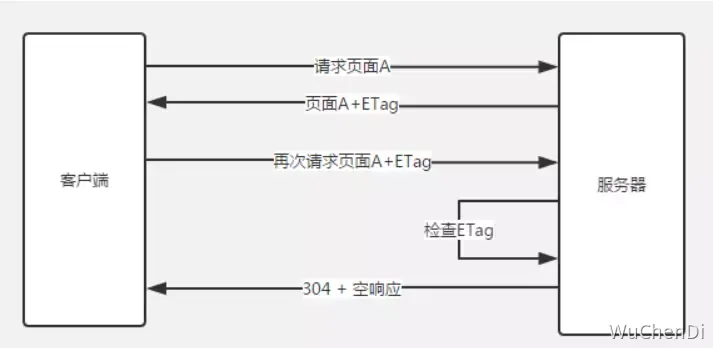 请求页面A
页面A+ETag
再次请求页面A+ETag
客户端
服务器
检查ETag
304 + 空响应
WuChenDi